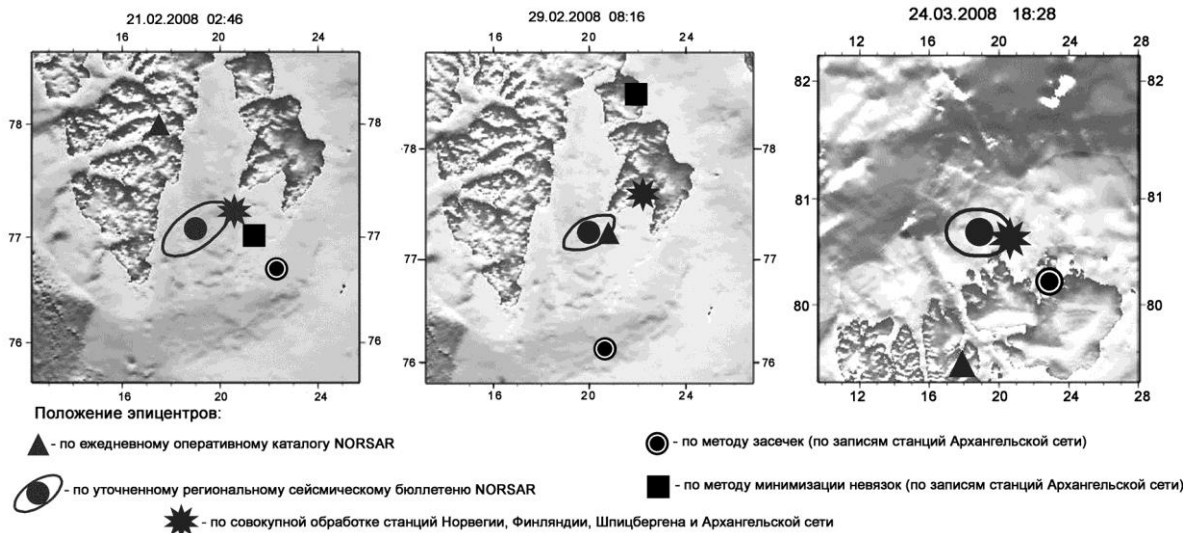 21.02.2008 02:46
29.02.2008 08:16
24.03.2008 18:28
16 20 24
16 20 24
12 16 20 24 28
78 78
77 77
76 76
78 78
77 77
76 76
82 82
81 81
80 80
16 20 24
16 20 24
12 16 20 24 28
Положение эпицентров:
- по ежедневному оперативному каталогу NORSAR
- по методу засечек (по записям станций Архангельской сети)
- по уточненному региональному сейсмическому бюллетеню NORSAR
- по методу минимизации невязок (по записям станций Архангельской сети)
- по совокупной обработке станций Норвегии, Финляндии, Шпицбергена и Архангельской сети